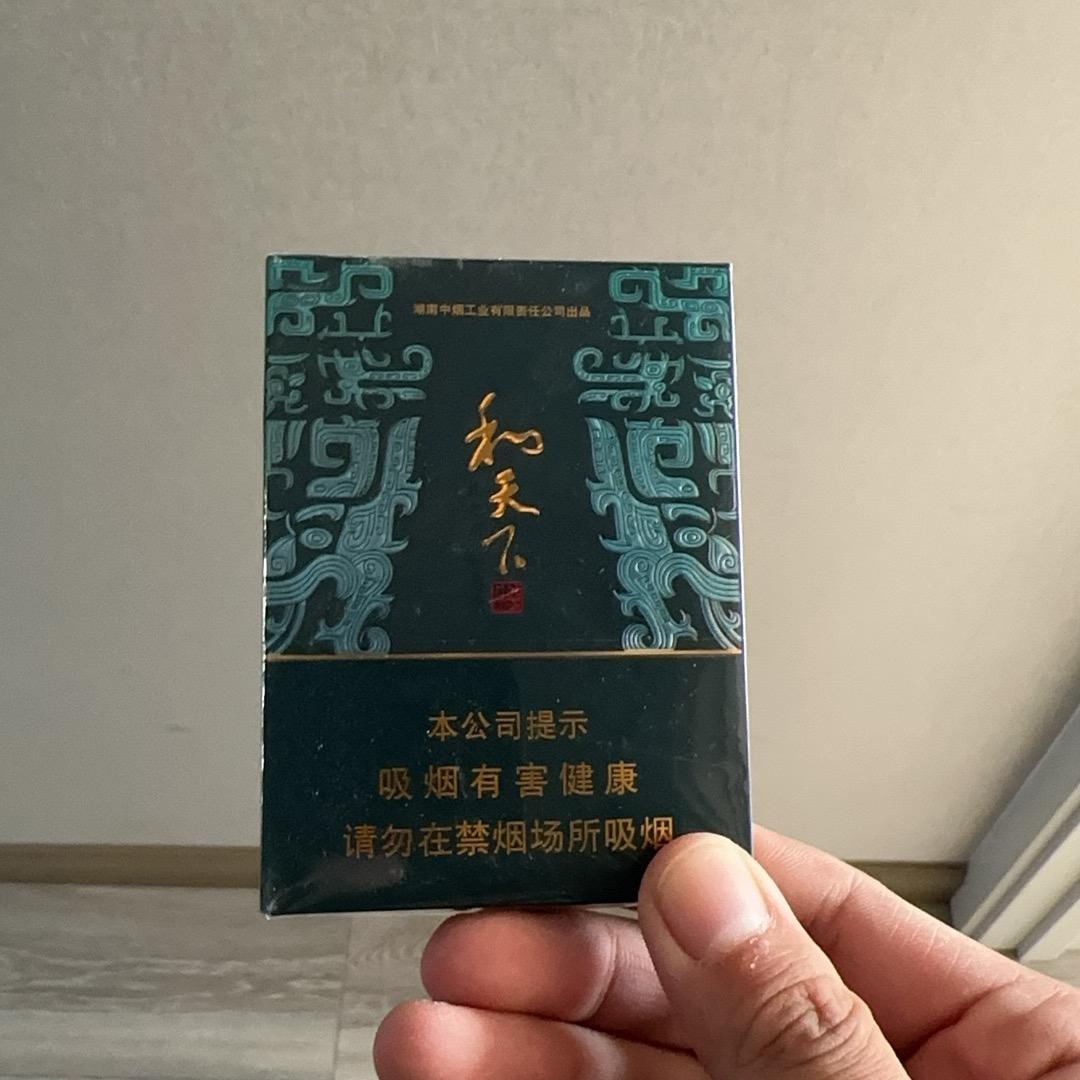 湖南中烟工业有限责任公司出品
和天下
本公司提示
吸烟有害健康
请勿在禁烟场所吸烟